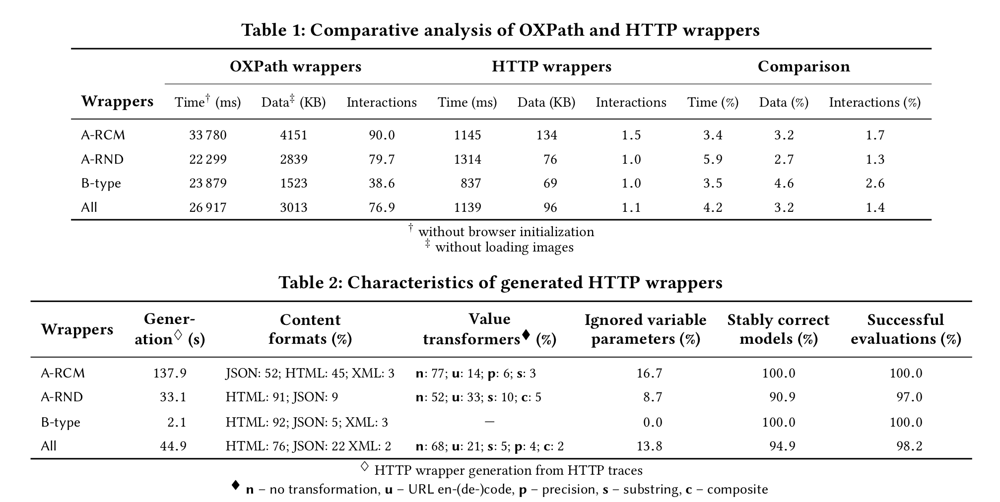 Table 1: Comparative analysis of OXPath and HTTP wrappers
OXPath wrappers HTTP wrappers Comparison
Wrappers Time† (ms) Data‡ (KB) Interactions Time (ms) Data (KB) Interactions Time (%) Data (%) Interactions (%)
A-RCM 33 780 4151 90.0 1145 134 1.5 3.4 3.2 1.7
A-RND 22 299 2839 79.7 1314 76 1.0 5.9 2.7 1.3
B-type 23 879 1523 38.6 837 69 1.0 3.5 4.6 2.6
All 26 917 3013 76.9 1139 96 1.1 4.2 3.2 1.4
† without browser initialization
‡ without loading images
Table 2: Characteristics of generated HTTP wrappers
Wrappers Gener- Content Value Ignored variable Stably correct Successful
ation◊ (s) formats (%) transformers♦ (%) parameters (%) models (%) evaluations (%)
A-RCM 137.9 JSON: 52; HTML: 45; XML: 3 n: 77; u: 14; p: 6; s: 3 16.7 100.0 100.0
A-RND 33.1 HTML: 91; JSON: 9 n: 52; u: 33; s: 10; c: 5 8.7 90.9 97.0
B-type 2.1 HTML: 92; JSON: 5; XML: 3 — 0.0 100.0 100.0
All 44.9 HTML: 76; JSON: 22 XML: 2 n: 68; u: 21; s: 5; p: 4; c: 2 13.8 94.9 98.2
◊ HTTP wrapper generation from HTTP traces
♦ n – no transformation, u – URL en-(de-)code, p – precision, s – substring, c – composite